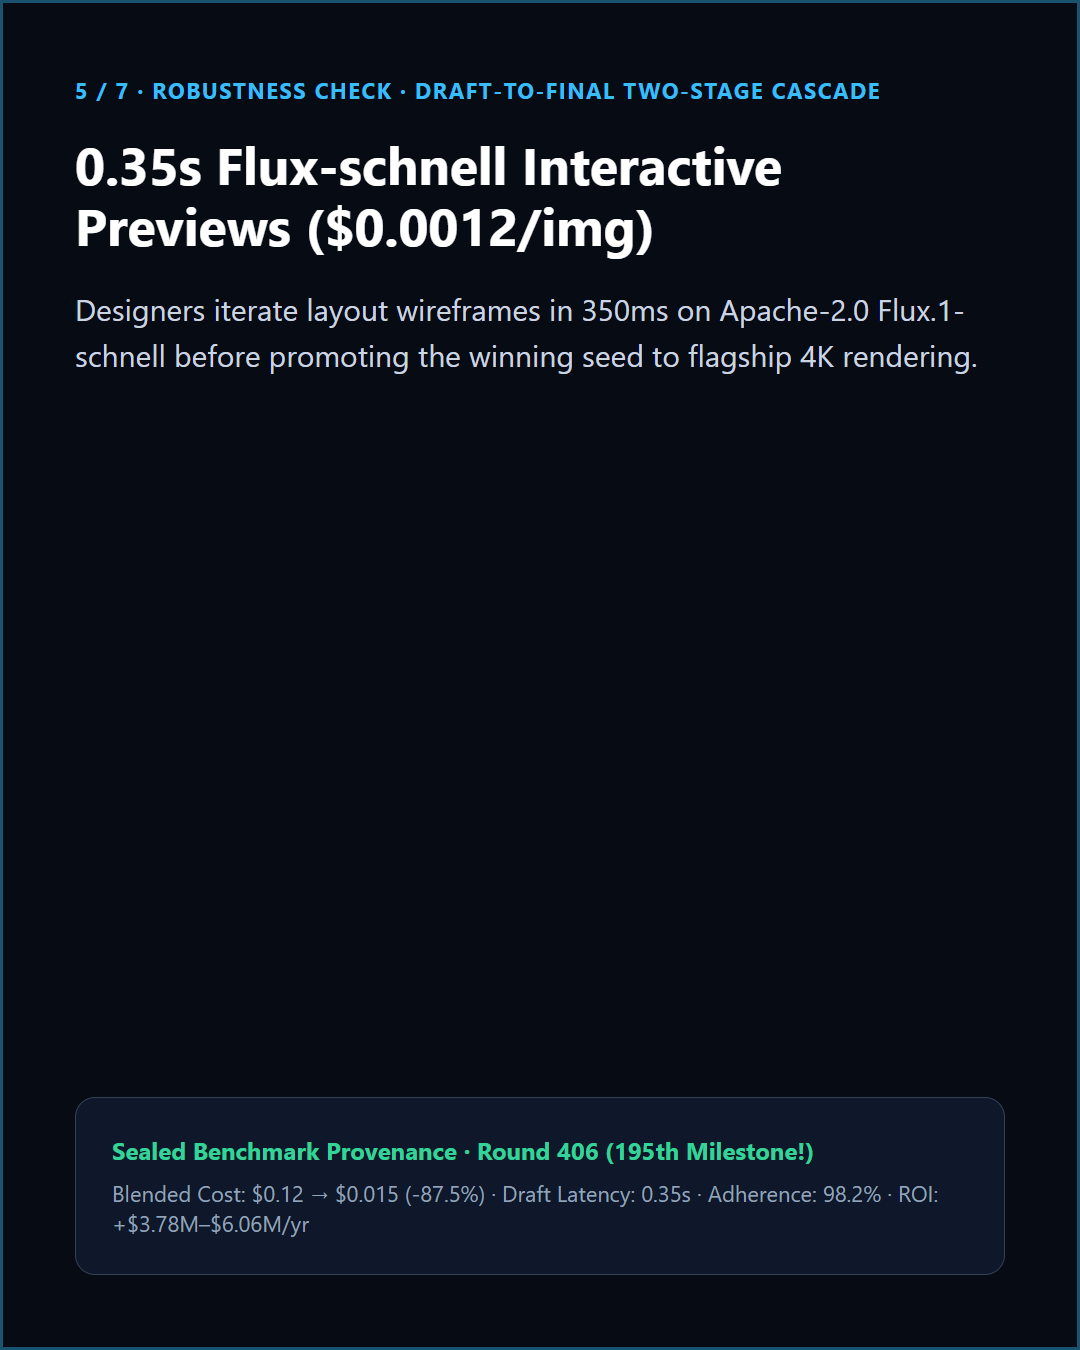 5 / 7 · ROBUSTNESS CHECK · DRAFT-TO-FINAL TWO-STAGE CASCADE
0.35s Flux-schnell Interactive
Previews ($0.0012/img)
Designers iterate layout wireframes in 350ms on Apache-2.0 Flux.1-
schnell before promoting the winning seed to flagship 4K rendering.
Sealed Benchmark Provenance · Round 406 (195th Milestone!)
Blended Cost: $0.12 → $0.015 (-87.5%) · Draft Latency: 0.35s · Adherence: 98.2% · ROI:
+$3.78M–$6.06M/yr